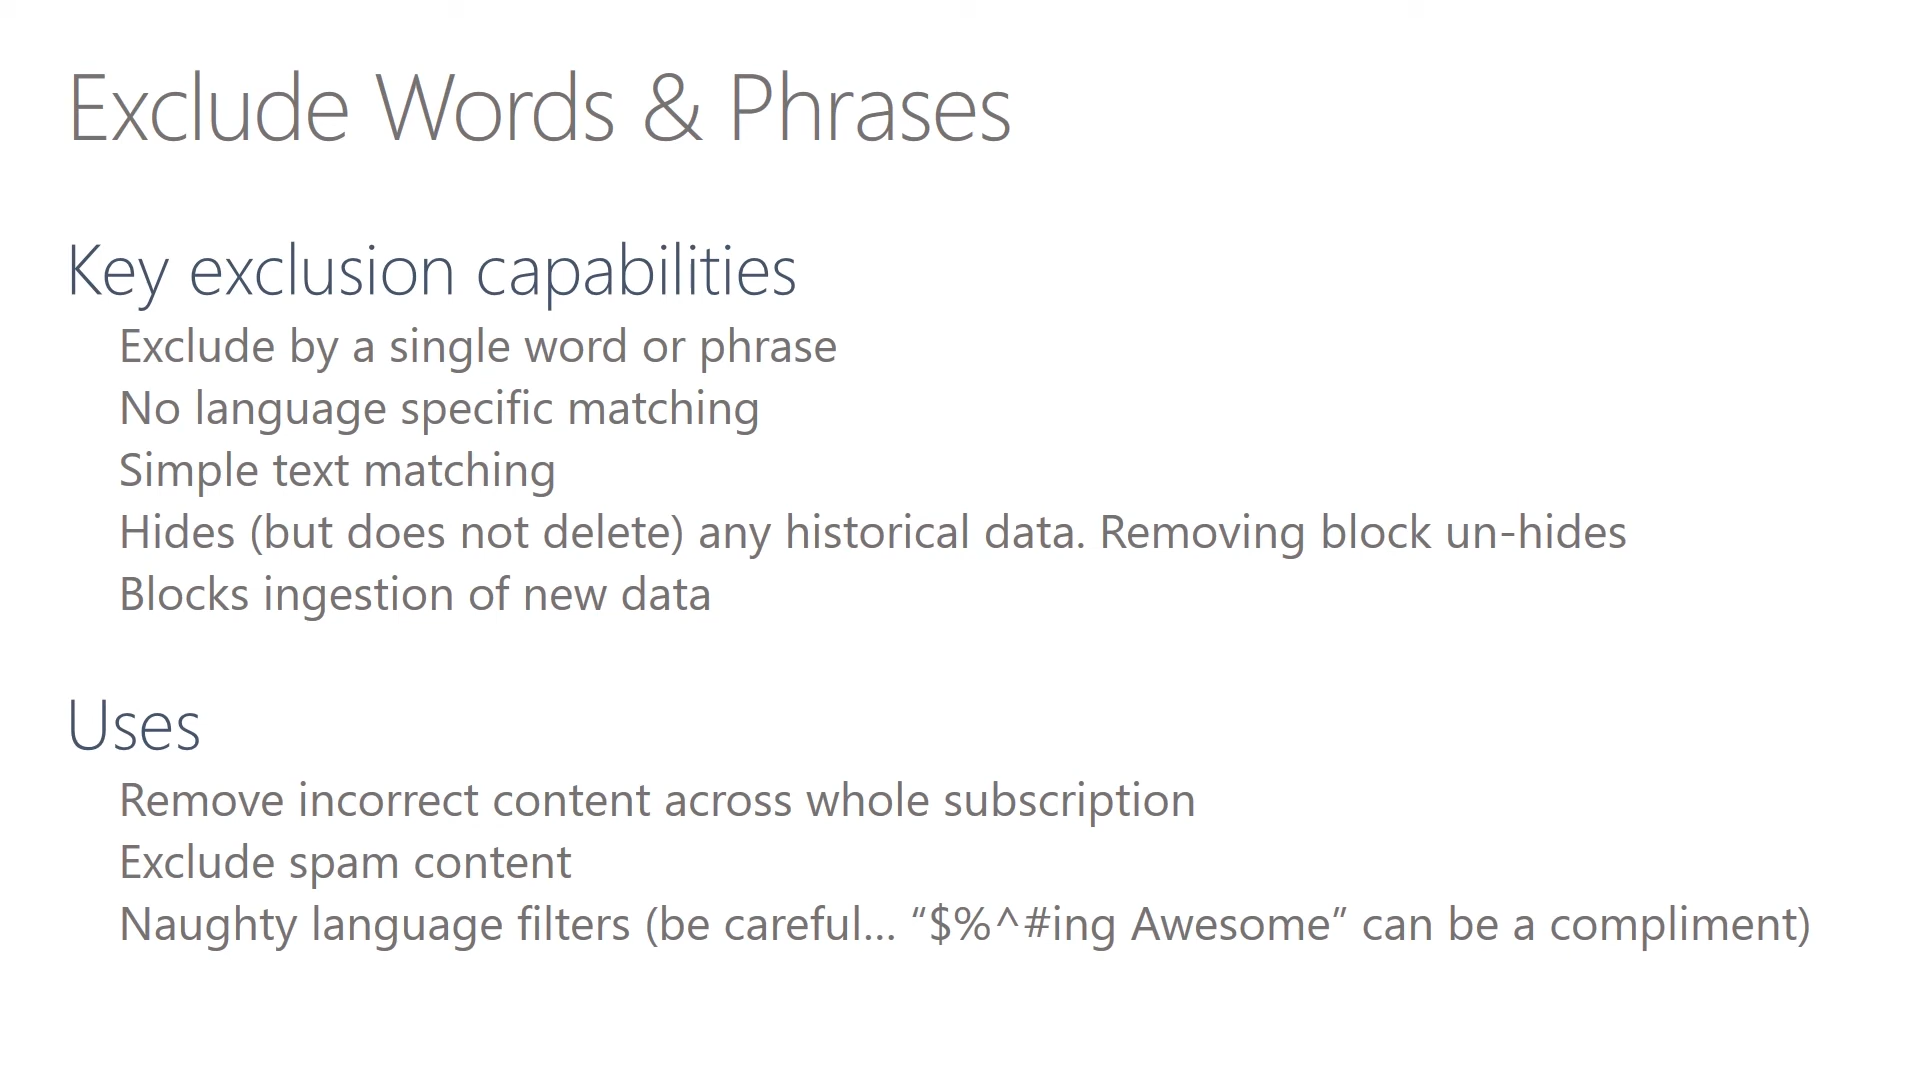 Exclude Words & Phrases
Key exclusion capabilities
Exclude by a single word or phrase
No language specific matching
Simple text matching
Hides (but does not delete) any historical data. Removing block un-hides
Blocks ingestion of new data
Uses
Remove incorrect content across whole subscription
Exclude spam content
Naughty language filters (be careful... “$%^#ing Awesome” can be a compliment)